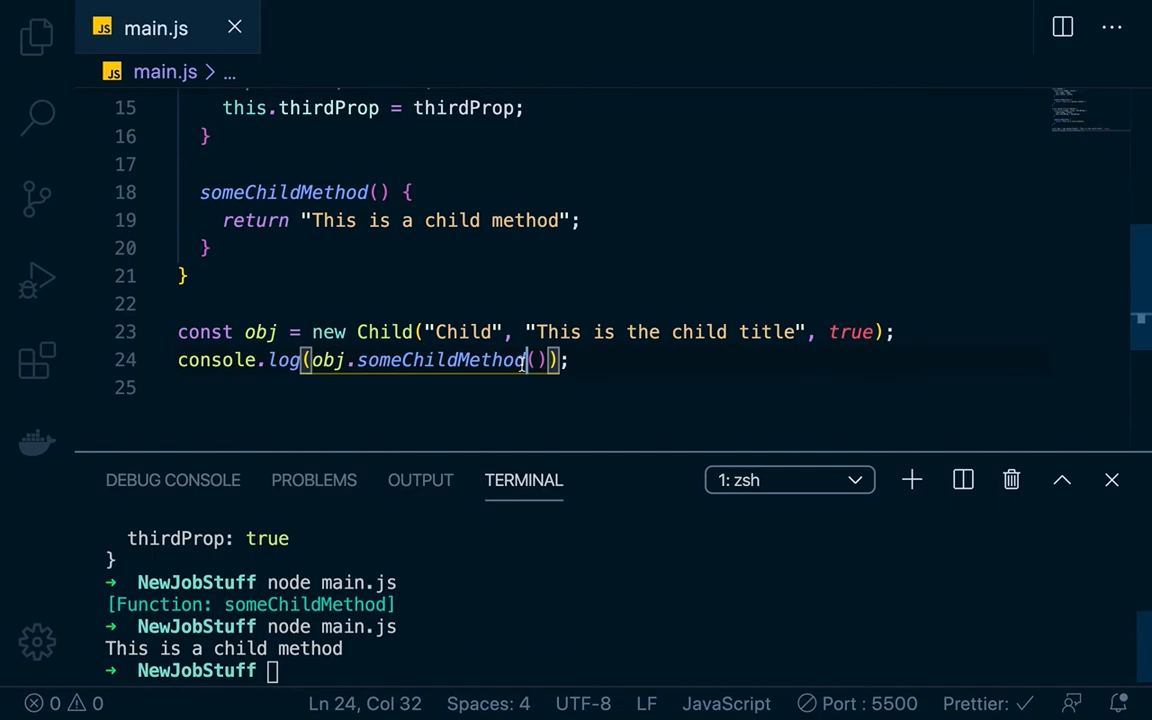 JS main.js
JS main.js > ...
15 this.thirdProp = thirdProp;
16 }
17
18 someChildMethod() {
19 return "This is a child method";
20 }
21 }
22
23 const obj = new Child("Child", "This is the child title", true);
24 console.log(obj.someChildMethod());
25
DEBUG CONSOLE PROBLEMS OUTPUT TERMINAL 1: zsh
thirdProp: true
}
➜ NewJobStuff node main.js
[Function: someChildMethod]
➜ NewJobStuff node main.js
This is a child method
➜ NewJobStuff
0 0 Ln 24, Col 32 Spaces: 4 UTF-8 LF JavaScript Port : 5500 Prettier: ✓